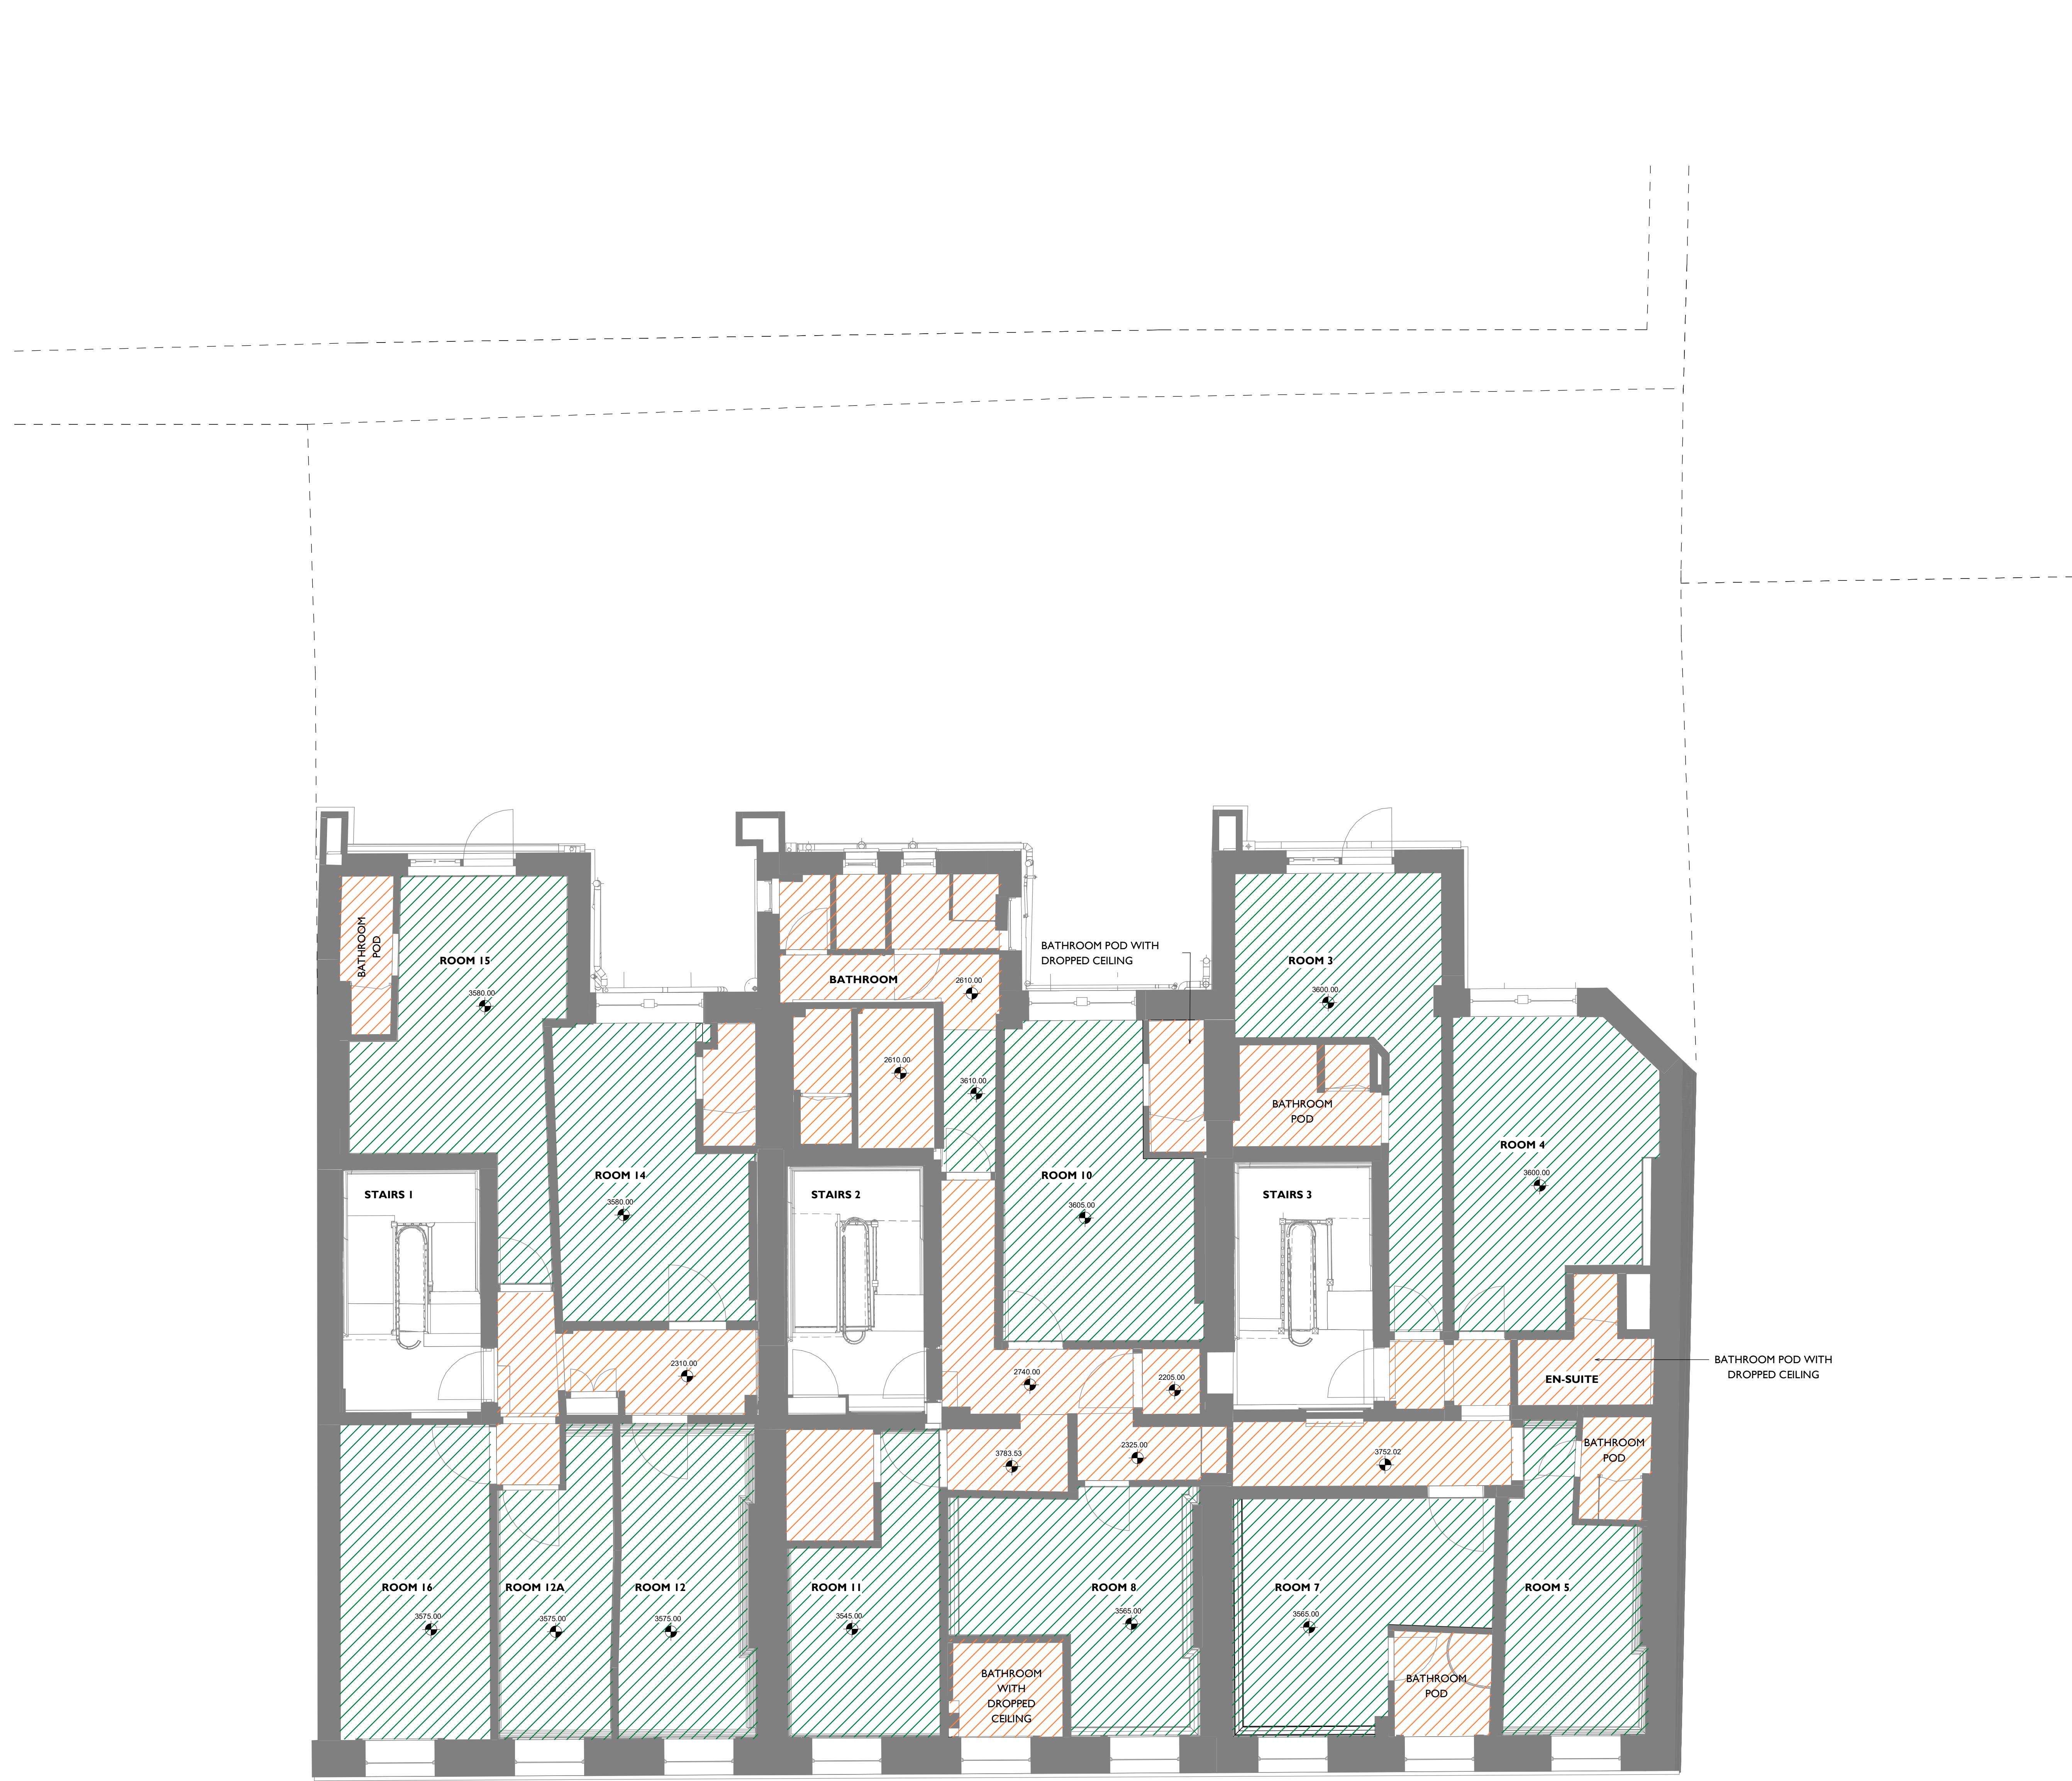 BATHROOM POD WITH
DROPPED CEILING
BATHROOM
POD
ROOM 15
3580.00
BATHROOM
2610.00
ROOM 3
3600.00
2610.00
3610.00
BATHROOM
POD
ROOM 14
3580.00
ROOM 10
3605.00
ROOM 4
3600.00
STAIRS 1
STAIRS 2
STAIRS 3
2310.00
2740.00
2205.00
EN-SUITE
BATHROOM POD WITH
DROPPED CEILING
3783.53
2325.00
3752.02
BATHROOM
POD
ROOM 16
3575.00
ROOM 12A
3575.00
ROOM 12
3575.00
ROOM 11
3545.00
ROOM 8
3565.00
ROOM 7
3565.00
ROOM 5
BATHROOM
WITH
DROPPED
CEILING
BATHROOM
POD